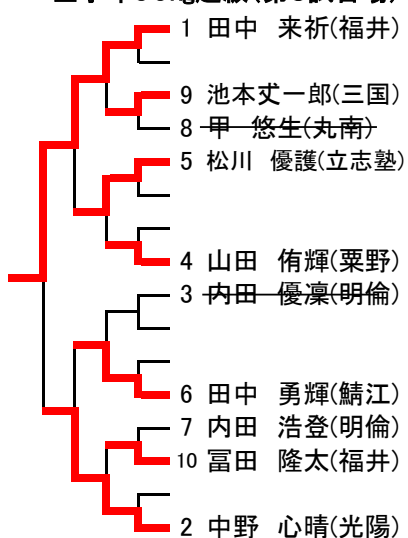 1 田中 来祈(福井)
9 池本丈一郎(三国)
8 甲 悠生(丸南)
5 松川 優護(立志塾)
4 山田 侑輝(粟野)
3 内田 優凜(明倫)
6 田中 勇輝(鯖江)
7 内田 浩登(明倫)
10 冨田 隆太(福井)
2 中野 心晴(光陽)